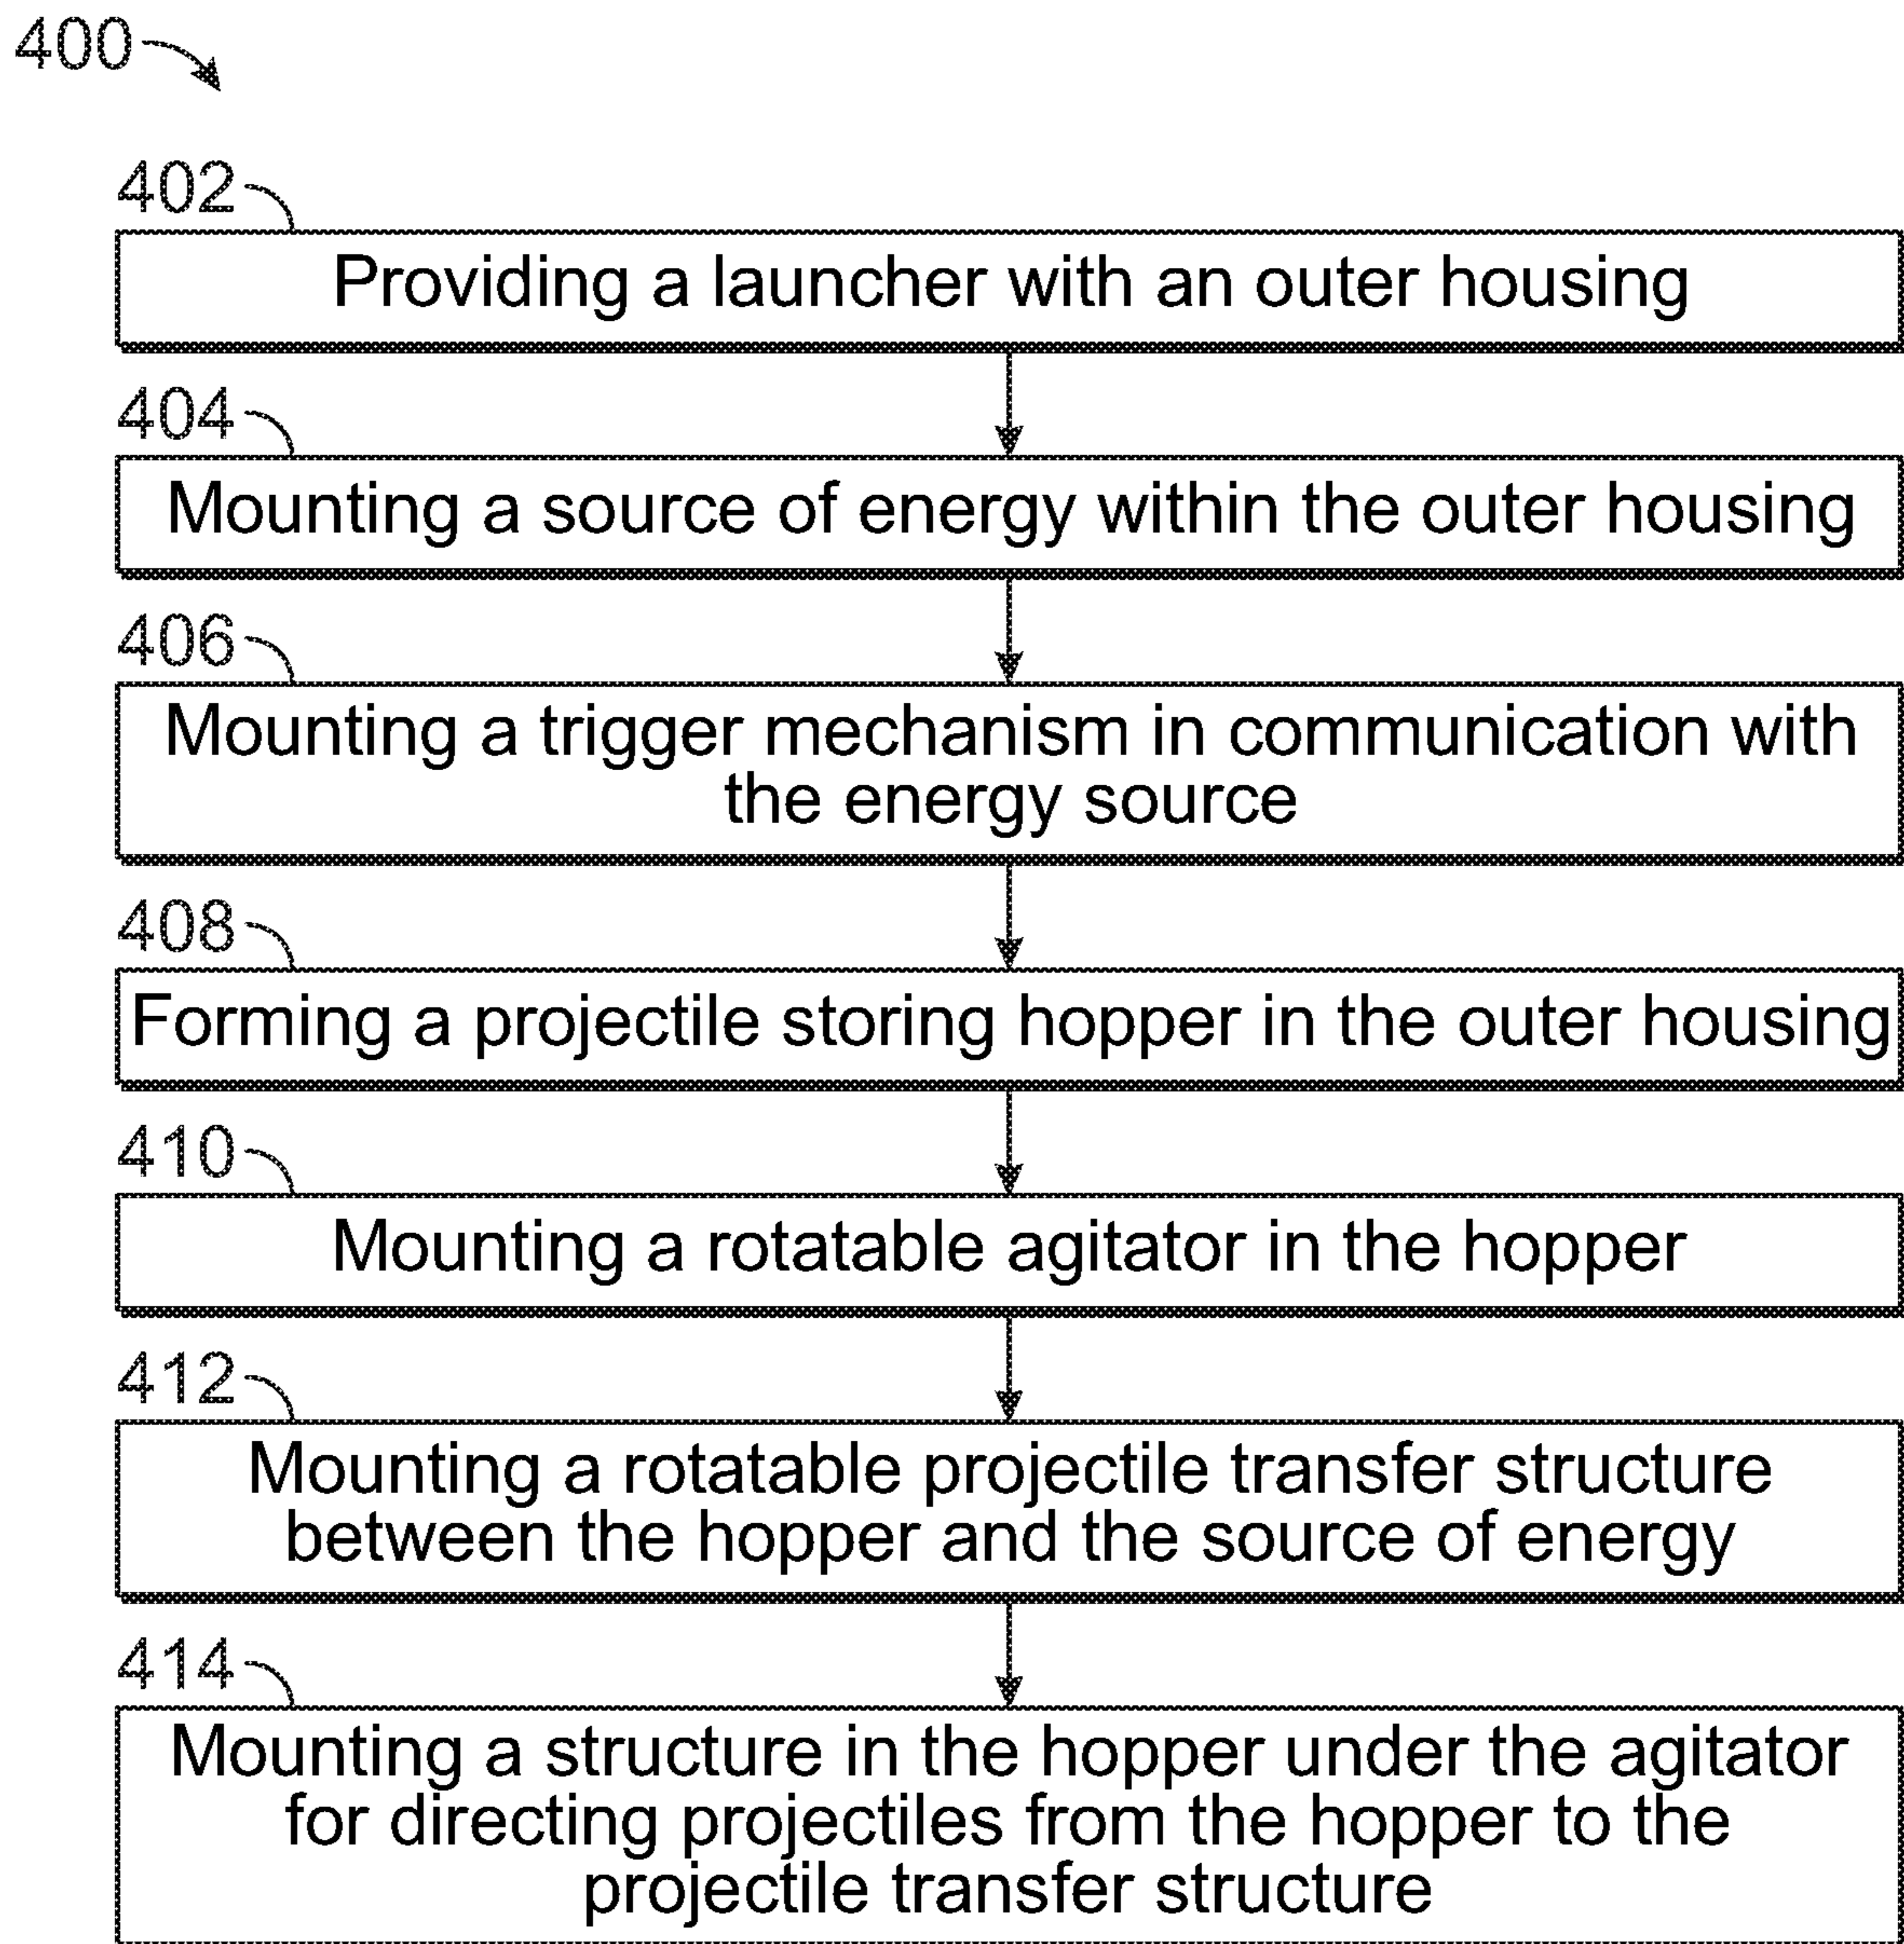 400
402
Providing a launcher with an outer housing
404
Mounting a source of energy within the outer housing
406
Mounting a trigger mechanism in communication with
the energy source
408
Forming a projectile storing hopper in the outer housing
410
Mounting a rotatable agitator in the hopper
412
Mounting a rotatable projectile transfer structure
between the hopper and the source of energy
414
Mounting a structure in the hopper under the agitator
for directing projectiles from the hopper to the
projectile transfer structure